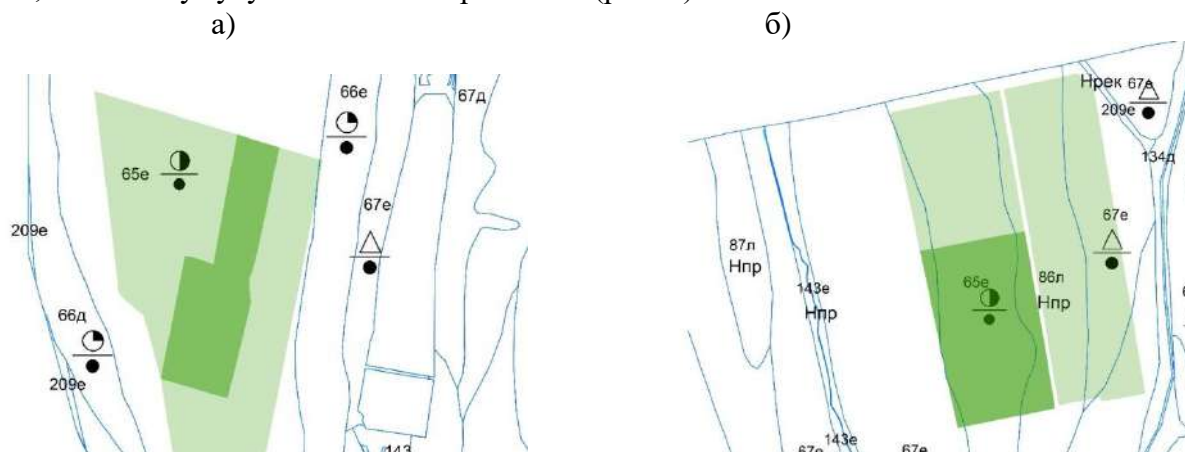 а) б)
66е
67д
65е
67е
209е
66д
209е
143
Нрек 67е
209е
134д
87л
Нпр
143е
Нпр
65е
86л
Нпр
67е
143е
67е
67е